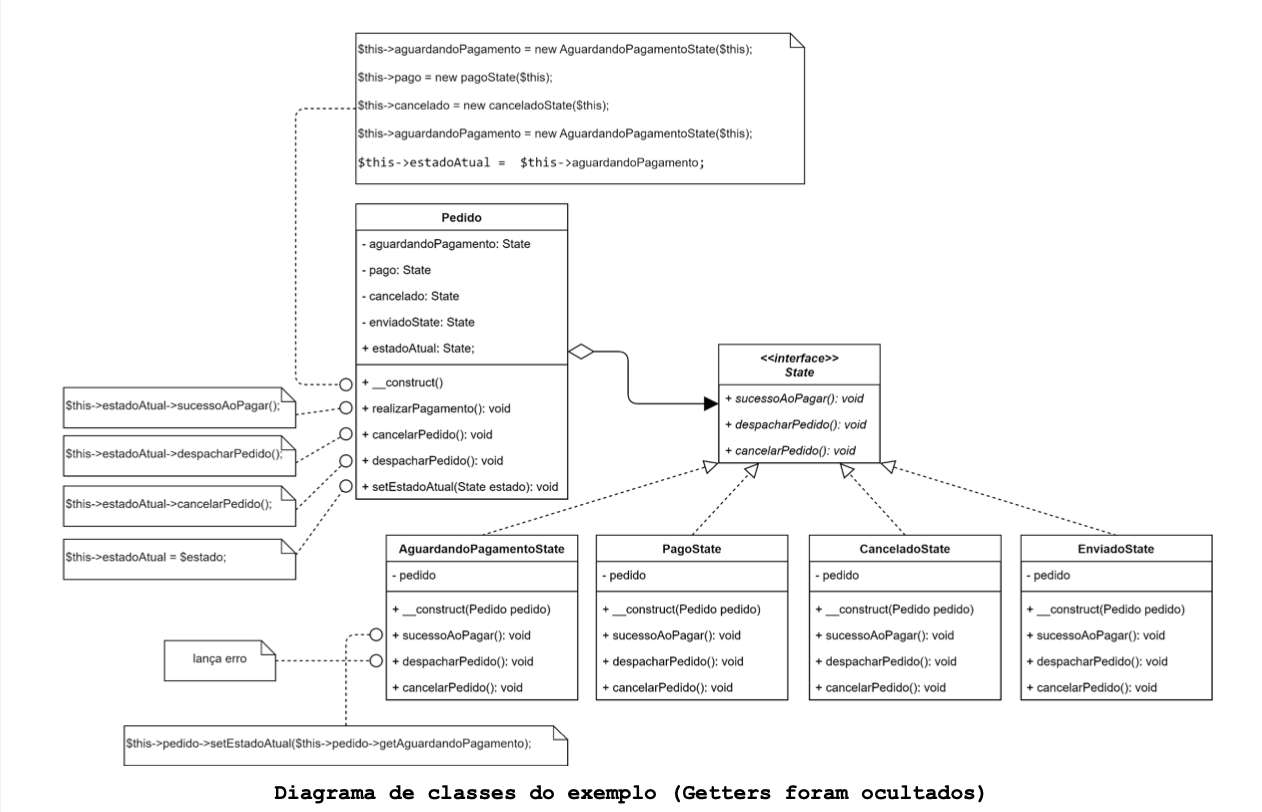 $this->aguardandoPagamento = new AguardandoPagamentoState($this);
$this->pago = new pagoState($this);
$this->cancelado = new canceladoState($this);
$this->aguardandoPagamento = new AguardandoPagamentoState($this);
$this->estadoAtual = $this->aguardandoPagamento;
Pedido
- aguardandoPagamento: State
- pago: State
- cancelado: State
- enviadoState: State
+ estadoAtual: State;
+ __construct()
+ realizarPagamento(): void
+ cancelarPedido(): void
+ despacharPedido(): void
+ setEstadoAtual(State estado): void
$this->estadoAtual->sucessoAoPagar();
$this->estadoAtual->despacharPedido();
$this->estadoAtual->cancelarPedido();
$this->estadoAtual = $estado;
<<interface>>
State
+ sucessoAoPagar(): void
+ despacharPedido(): void
+ cancelarPedido(): void
AguardandoPagamentoState
- pedido
+ __construct(Pedido pedido)
+ sucessoAoPagar(): void
+ despacharPedido(): void
+ cancelarPedido(): void
PagoState
- pedido
+ __construct(Pedido pedido)
+ sucessoAoPagar(): void
+ despacharPedido(): void
+ cancelarPedido(): void
CanceladoState
- pedido
+ __construct(Pedido pedido)
+ sucessoAoPagar(): void
+ despacharPedido(): void
+ cancelarPedido(): void
EnviadoState
- pedido
+ __construct(Pedido pedido)
+ sucessoAoPagar(): void
+ despacharPedido(): void
+ cancelarPedido(): void
lança erro
$this->pedido->setEstadoAtual($this->pedido->getAguardandoPagamento);
Diagrama de classes do exemplo (Getters foram ocultados)